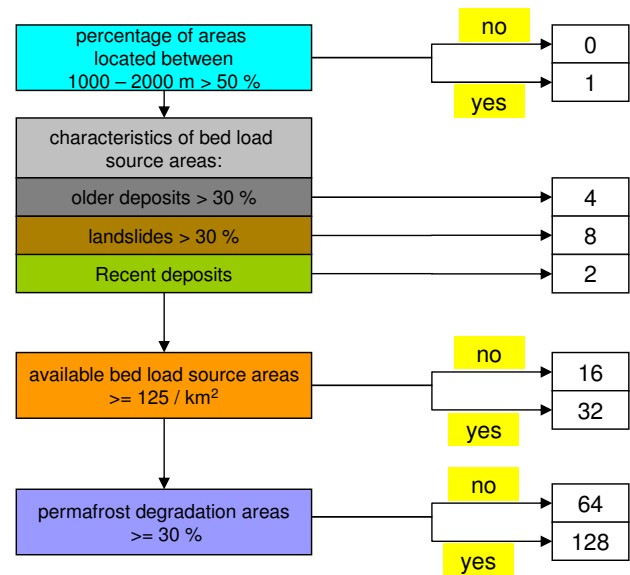 percentage of areas
located between
1000 – 2000 m > 50 %
no
0
1
yes
characteristics of bed load
source areas:
older deposits > 30 %
4
landslides > 30 %
8
Recent deposits
2
available bed load source areas
>= 125 / km²
no
16
32
yes
permafrost degradation areas
>= 30 %
no
64
128
yes